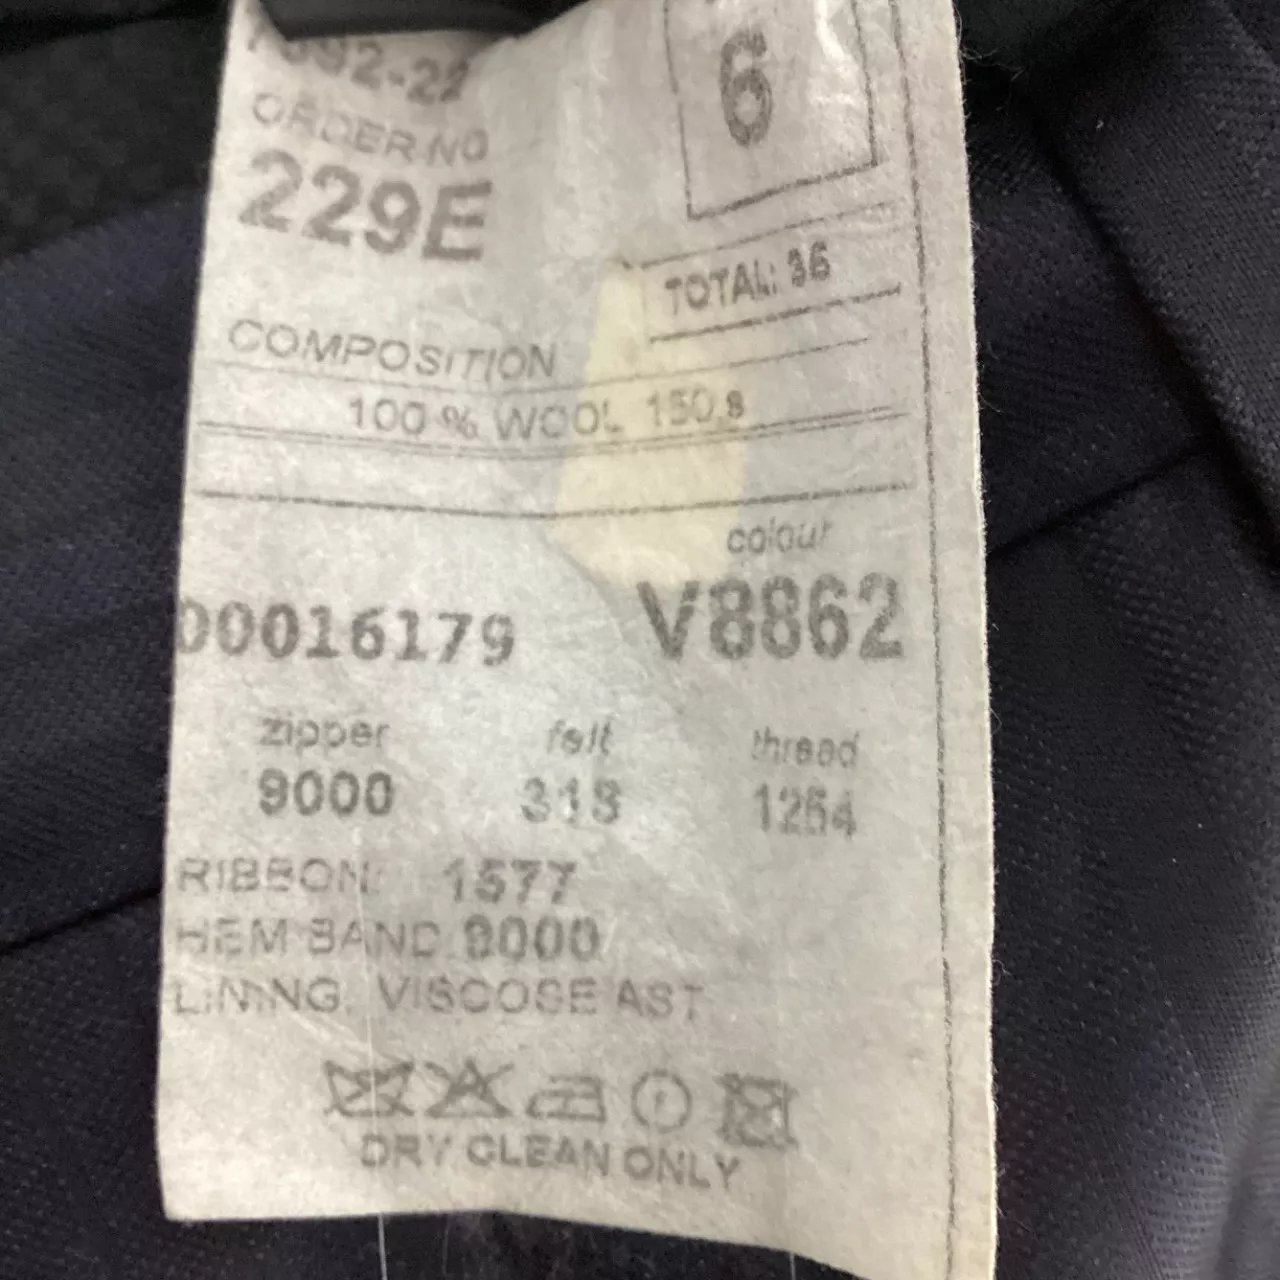 6
ORDER NO
229E
TOTAL: 36
COMPOSITION
100 % WOOL 150,s
colour
00016179 V8862
zipper felt thread
9000 318 1264
RIBBON: 1577
HEM BAND 9000
LINING. VISCOSE AST
DRY CLEAN ONLY